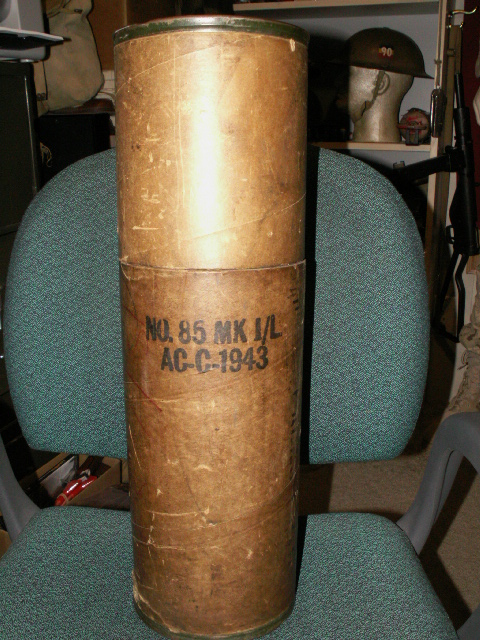 NO. 85 MK I/L
AC-C-1943